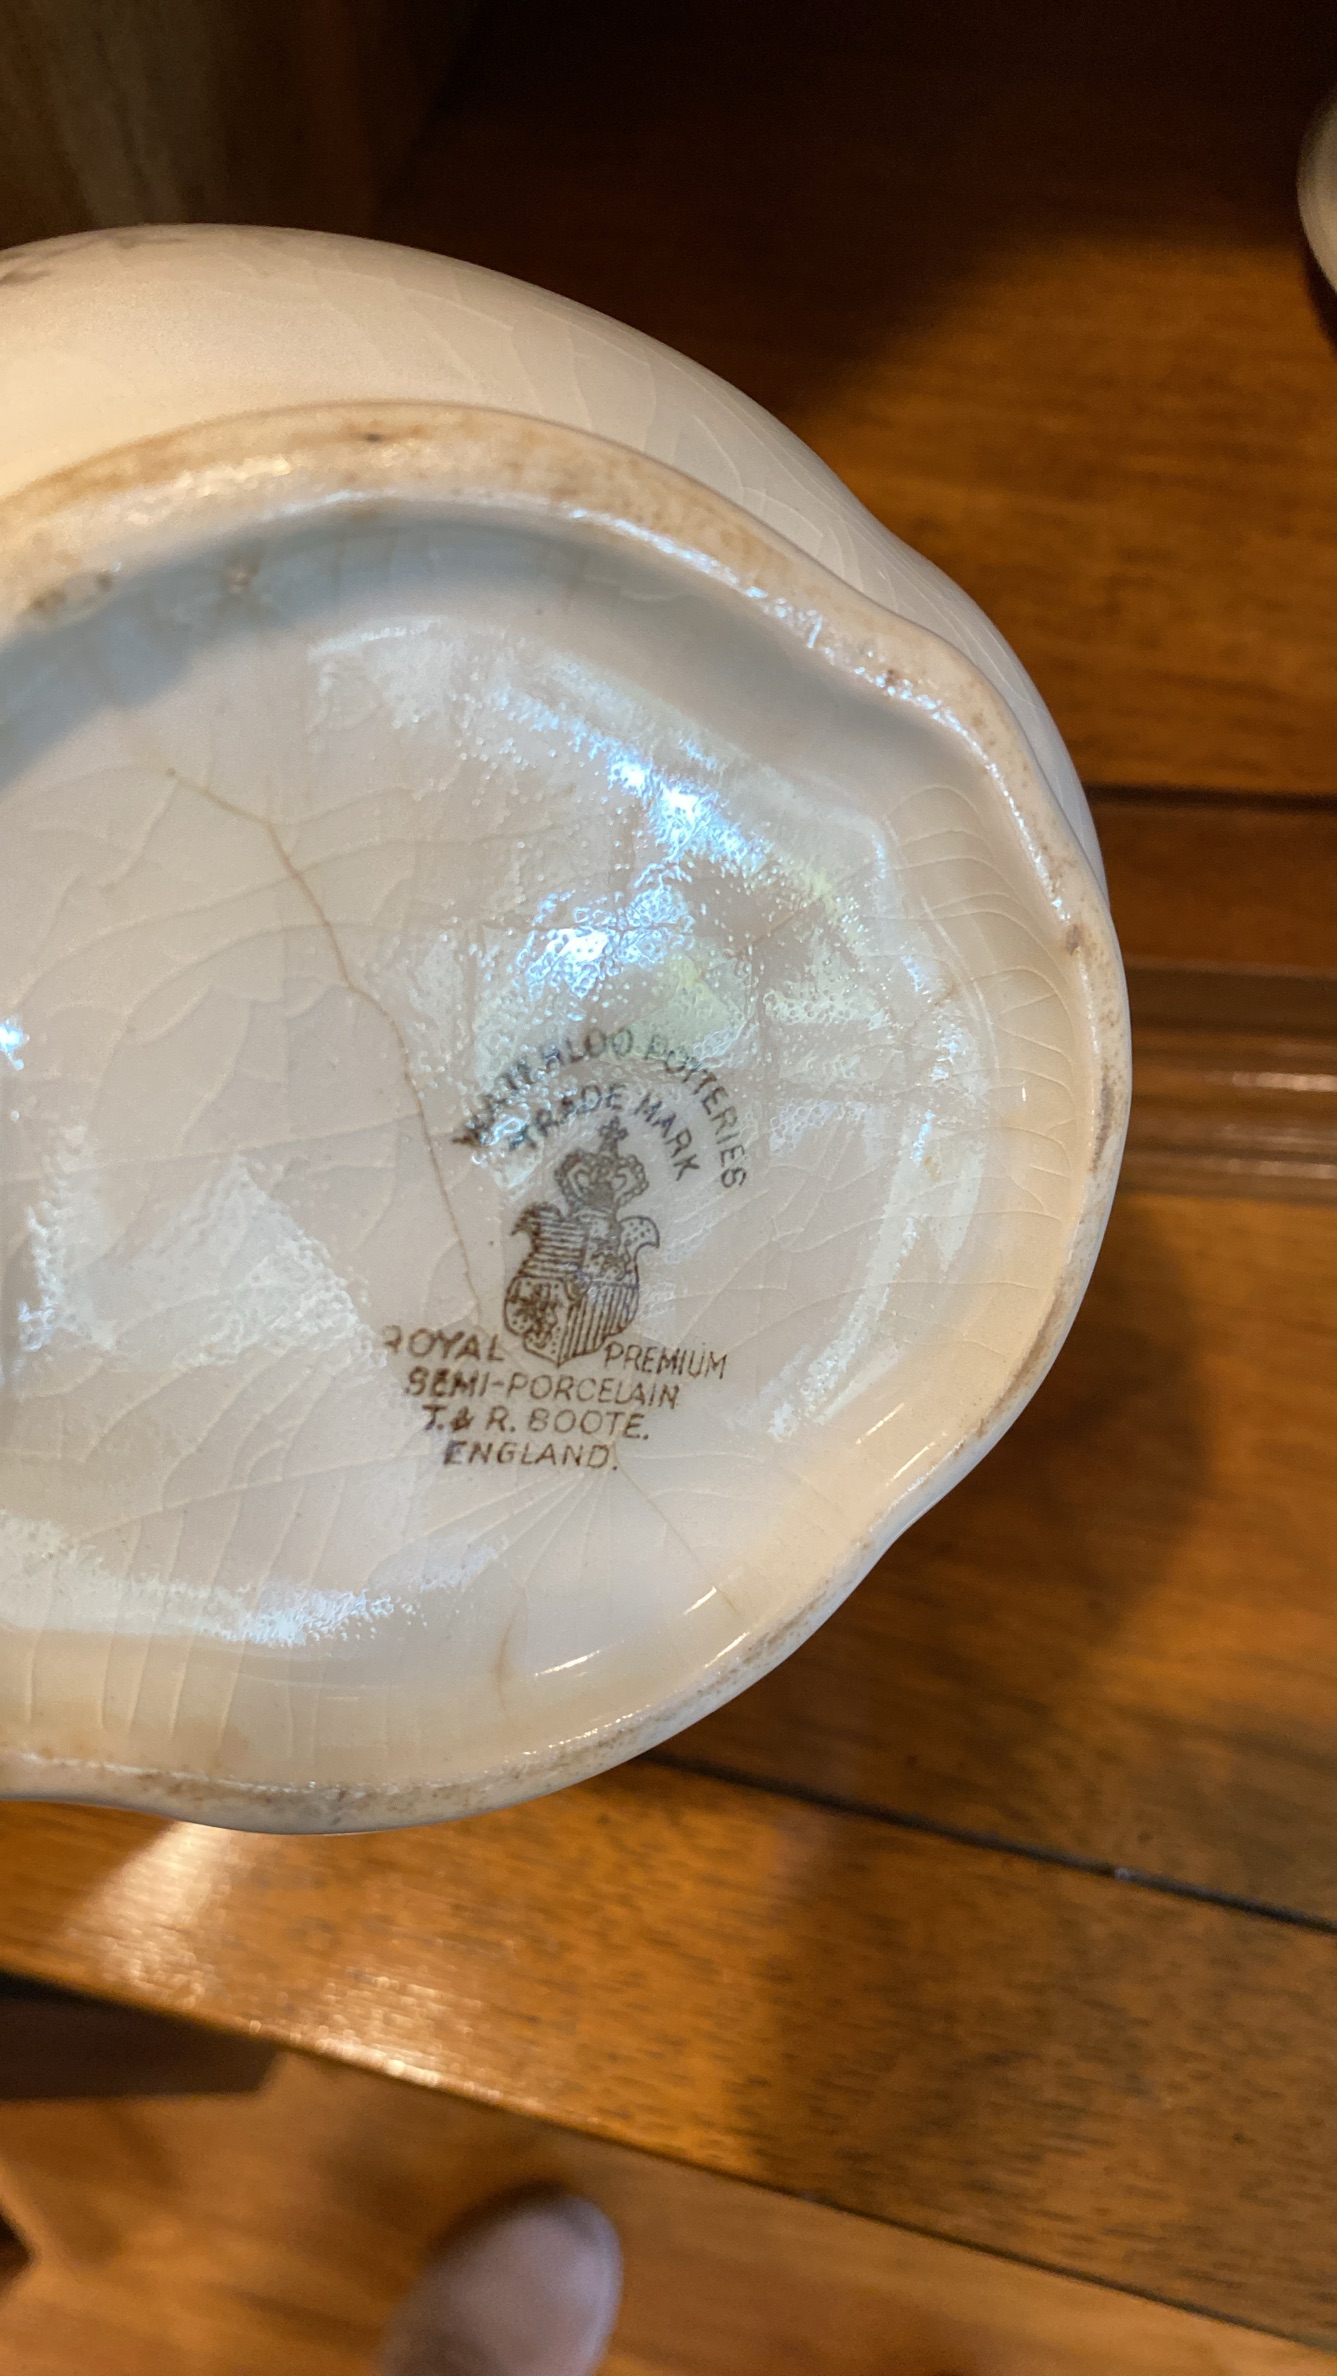 WATERLOO POTTERIES
TRADE MARK
ROYAL PREMIUM
SEMI-PORCELAIN
T. & R. BOOTE.
ENGLAND.